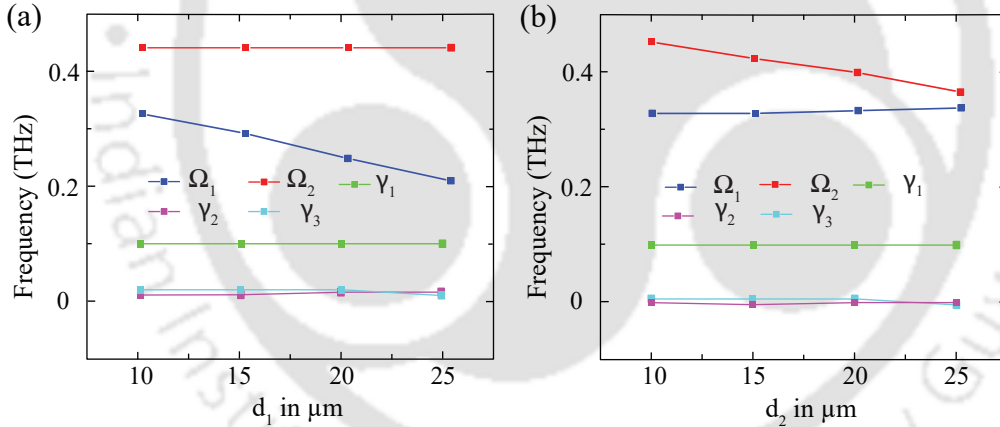 (a)
Frequency (THz)
0.4
0.2
0
Ω1 Ω2 γ1
γ2 γ3
10 15 20 25
d1 in µm
(b)
Frequency (THz)
0.4
0.2
0
Ω1 Ω2 γ1
γ2 γ3
10 15 20 25
d2 in µm
• Indian Inst